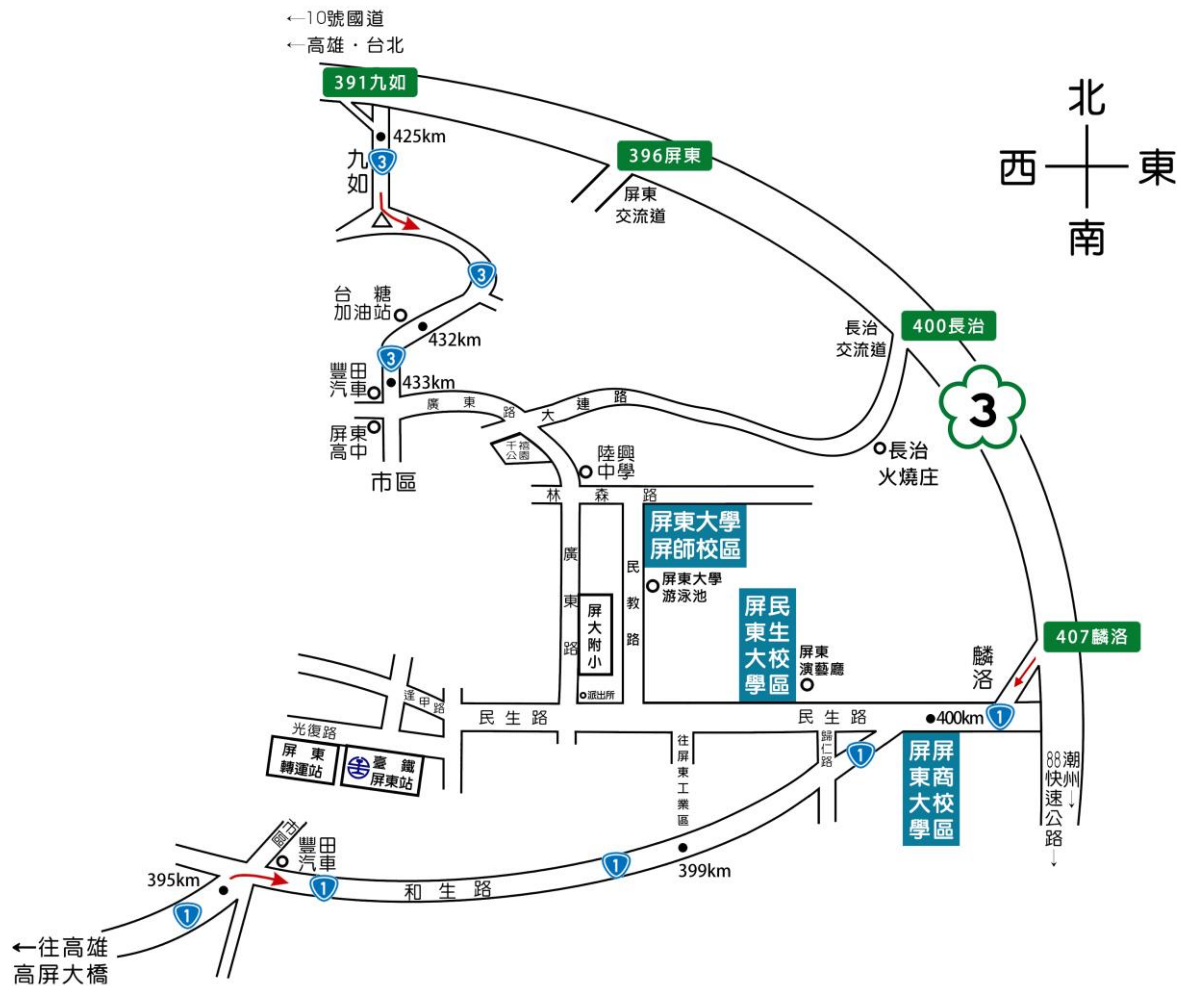 ←10號國道
←高雄・台北
391九如
北
西
東
南
425km
396屏東
九如
3
屏東
交流道
3
台糖
加油站
432km
長治
交流道
400長治
3
豐田
汽車
433km
3
廣東路
大連路
屏東
高中
千禧
公園
陸興
中學
長治
火燒庄
市區
林森路
屏東大學
屏師校區
廣東路
民教路
屏東大學
游泳池
屏大附小
民生校區
屏東大學
屏東
演藝廳
407麟洛
麟洛
派出所
逢甲路
民生路
民生路
400km
1
光復路
歸仁路
1
往屏東工業區
屏東
轉運站
臺鐵
屏東站
屏商校區
屏東大學
潮州↓
88快速公路↓
市區
豐田
汽車
395km
1
和生路
1
399km
1
←往高雄
高屏大橋